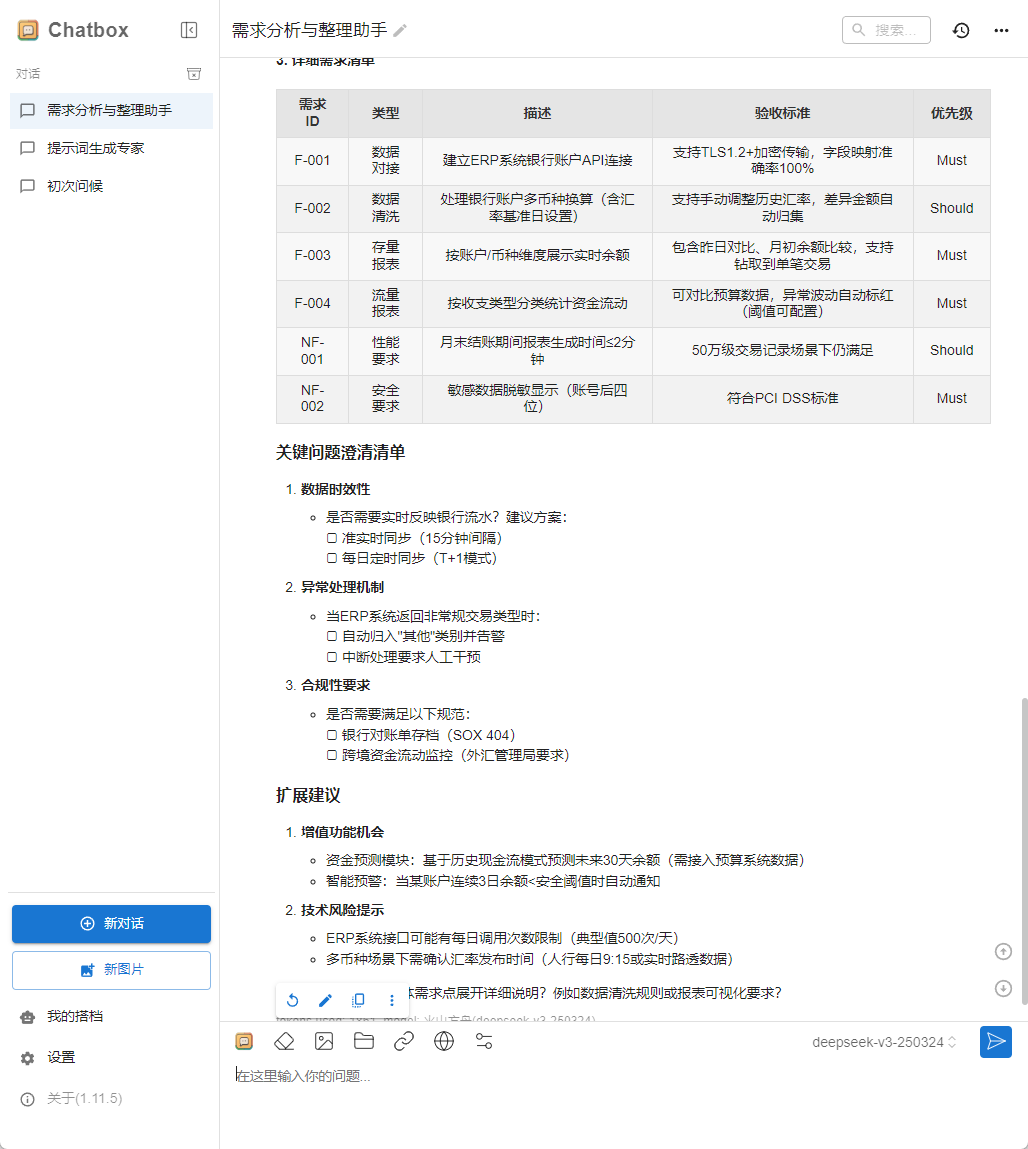 Chatbox
对话
需求分析与整理助手
提示词生成专家
初次问候
新对话
新图片
我的搭档
设置
关于(1.11.5)
需求分析与整理助手
搜索...
3. 详细需求清单
需求
ID
类型
描述
验收标准
优先级
F-001
数据
对接
建立ERP系统银行账户API连接
支持TLS1.2+加密传输，字段映射准
确率100%
Must
F-002
数据
清洗
处理银行账户多币种换算（含汇
率基准日设置）
支持手动调整历史汇率，差异金额自
动归集
Should
F-003
存量
报表
按账户/币种维度展示实时余额
包含昨日对比、月初余额比较，支持
钻取到单笔交易
Must
F-004
流量
报表
按收支类型分类统计资金流动
可对比预算数据，异常波动自动标红
（阈值可配置）
Must
NF-
001
性能
要求
月末结账期间报表生成时间≤2分
钟
50万级交易记录场景下仍满足
Should
NF-
002
安全
要求
敏感数据脱敏显示（账号后四
位）
符合PCI DSS标准
Must
关键问题澄清清单
1. 数据时效性
是否需要实时反映银行流水？建议方案：
准实时同步（15分钟间隔）
每日定时同步（T+1模式）
2. 异常处理机制
当ERP系统返回非常规交易类型时：
自动归入"其他"类别并告警
中断处理要求人工干预
3. 合规性要求
是否需要满足以下规范：
银行对账单存档（SOX 404）
跨境资金流动监控（外汇管理局要求）
扩展建议
1. 增值功能机会
资金预测模块：基于历史现金流模式预测未来30天余额（需接入预算系统数据）
智能预警：当某账户连续3日余额<安全阈值时自动通知
2. 技术风险提示
ERP系统接口可能有每日调用次数限制（典型值500次/天）
多币种场景下需确认汇率发布时间（人行每日9:15或实时路透数据）
需求点展开详细说明？例如数据清洗规则或报表可视化要求？
deepseek-v3-250324
在这里输入你的问题...